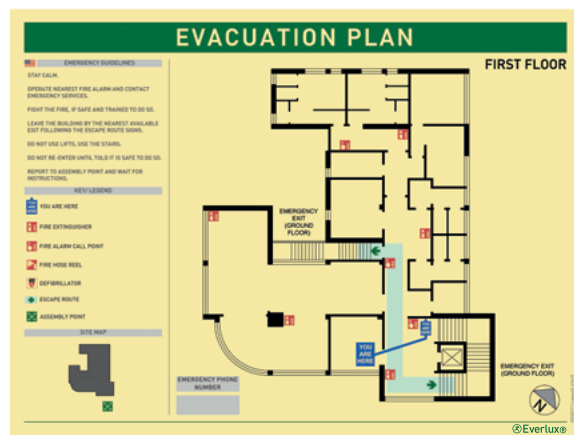 EVACUATION PLAN
FIRST FLOOR
EMERGENCY GUIDELINES
STAY CALM.
OPERATE NEAREST FIRE ALARM AND CONTACT
EMERGENCY SERVICES.
FIGHT THE FIRE, IF SAFE AND TRAINED TO DO SO.
LEAVE THE BUILDING BY THE NEAREST AVAILABLE
EXIT FOLLOWING THE ESCAPE ROUTE SIGNS.
DO NOT USE LIFTS, USE THE STAIRS.
DO NOT RE-ENTER UNTIL TOLD IT IS SAFE TO DO SO.
REPORT TO ASSEMBLY POINT AND WAIT FOR
INSTRUCTIONS.
KEY/ LEGEND
YOU ARE HERE
FIRE EXTINGUISHER
FIRE ALARM CALL POINT
FIRE HOSE REEL
DEFIBRILLATOR
ESCAPE ROUTE
ASSEMBLY POINT
SITE MAP
EMERGENCY PHONE
NUMBER
EMERGENCY
EXIT
(GROUND
FLOOR)
YOU
ARE
HERE
EMERGENCY EXIT
(GROUND FLOOR)
N
Everlux®